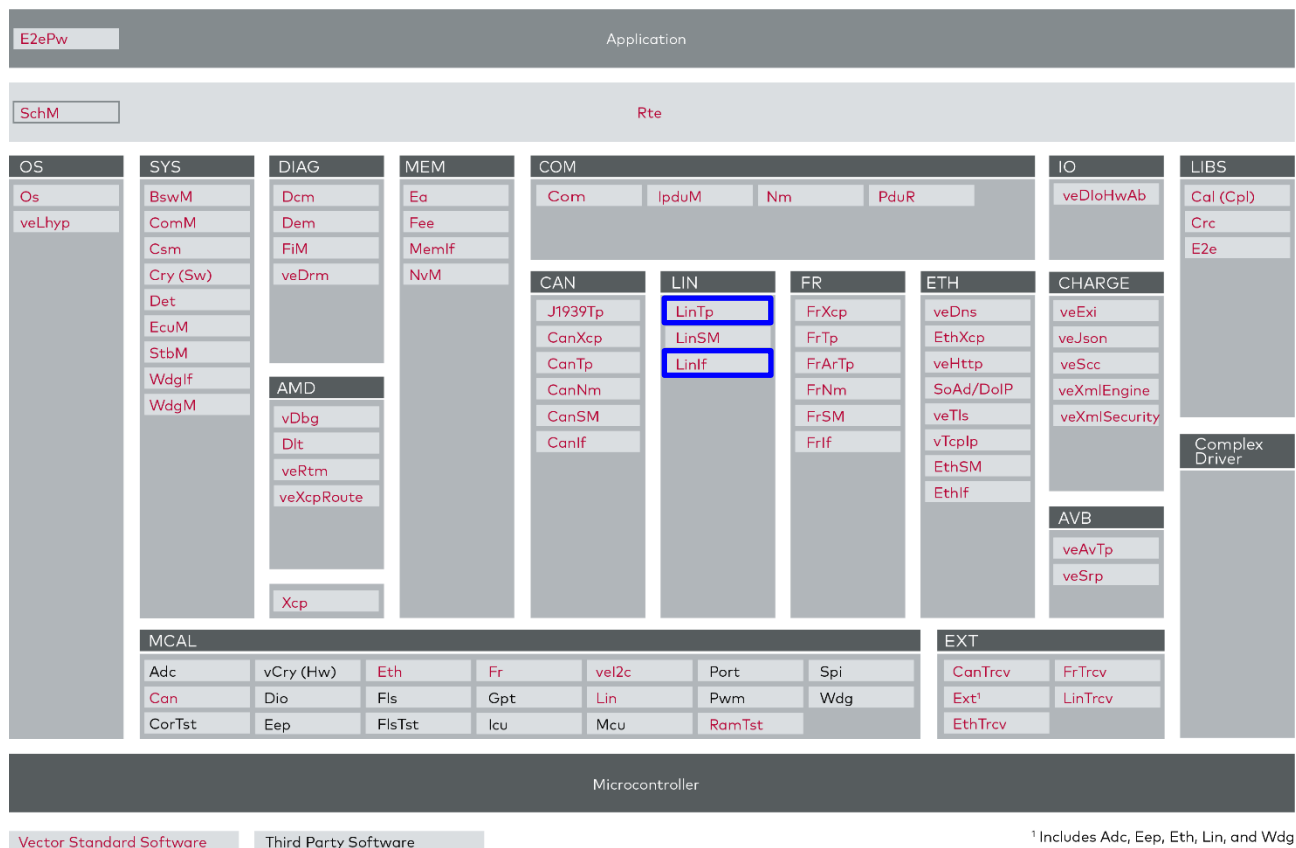 E2ePw
Application
SchM
Rte
OS
Os
veLhyp
SYS
BswM
ComM
Csm
Cry (Sw)
Det
EcuM
StbM
WdgIf
WdgM
DIAG
Dcm
Dem
FiM
veDrm
AMD
vDbg
Dlt
veRtm
veXcpRoute
Xcp
MEM
Ea
Fee
MemIf
NvM
COM
Com
IpduM
Nm
PduR
CAN
J1939Tp
CanXcp
CanTp
CanNm
CanSM
CanIf
LIN
LinTp
LinSM
LinIf
FR
FrXcp
FrTp
FrArTp
FrNm
FrSM
FrIf
ETH
veDns
EthXcp
veHttp
SoAd/DoIP
veTls
vTcpIp
EthSM
EthIf
IO
veDIoHwAb
CHARGE
veExi
veJson
veScc
veXmlEngine
veXmlSecurity
AVB
veAvTp
veSrp
LIBS
Cal (Cpl)
Crc
E2e
Complex
Driver
MCAL
Adc
vCry (Hw)
Eth
Fr
veI2c
Port
Spi
Can
Dio
Fls
Gpt
Lin
Pwm
Wdg
CorTst
Eep
FlsTst
Icu
Mcu
RamTst
EXT
CanTrcv
FrTrcv
Ext¹
LinTrcv
EthTrcv
Microcontroller
Vector Standard Software
Third Party Software
¹ Includes Adc, Eep, Eth, Lin, and Wdg